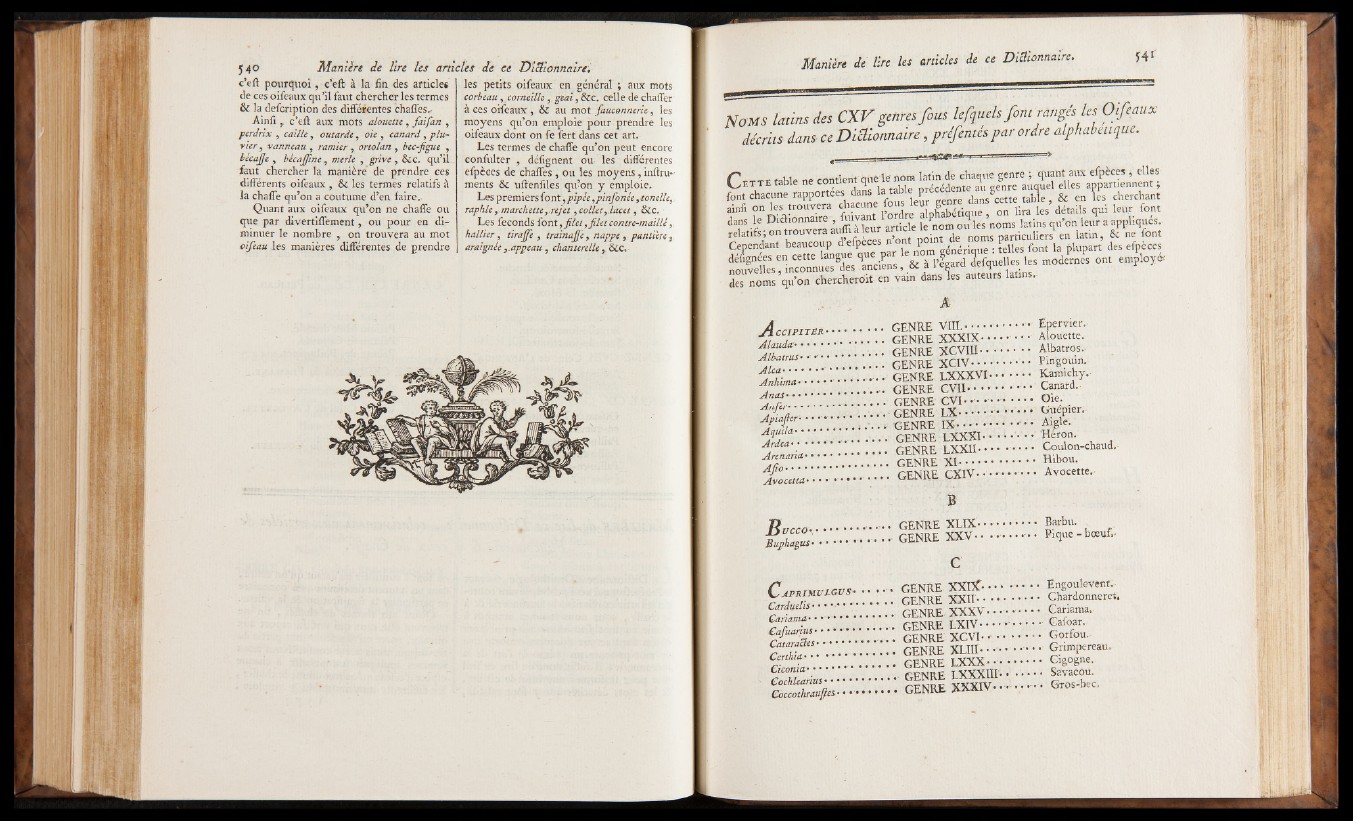 540 Manière de lire les articles de ce Dictionnaire.
c'eſt pourquoi, c'eſt à la fin des articles
de ces oiſeaux qu'il faut chercher les termes
& la deſcription des différentes chaſſes.
Ainſi, c'eſt aux mots alouette, faiſan,
perdrix, caille, outarde, oie, canard, plu-
vier, vanneau, ramier, ortolan, bec-figue,
bécaſſe, bécaſſine, merle, grive, &c. qu'il
faut chercher la manière de prendre ces
différents oiſeaux, & les termes relatifs à
la chaſſe qu'on a coutume d'en faire.
Quant aux oiſeaux qu'on ne chaſſe ou
que par divertiſſement, ou pour en di-
minuer le nombre, on trouvera au mot
oiſeau les manières différentes de prendre
les petits oiſeaux en général ; aux mots
corbeau, corneille, geai, &c. celle de chaſſer
à ces oiſeaux, & au mot fauconnerie, les
moyens qu'on emploie pour prendre les
oiſeaux dont on ſe ſert dans cet art.
Les termes de chaſſe qu'on peut encore
conſulter, déſignent ou les différentes
eſpèces de chaſſes, ou les moyens, inſtru-
ments & uſtenſiles qu'on y emploie.
Les premiers ſont, pipée, pinſonée, tonelle,
raphée, marchette, rejet, collet, lacet, &c.
Les ſeconds ſont, filet, filet contre-maillé,
hallier, tiraſſe, trainaſſe, nappe, pantière,
araignée, appeau, chanterelle, &c.
Manière de lire les articles de ce Dictionnaire. 541
NOMS latins des CXV genres ſous leſquels ſont rangés les Oiſeaux
décrits dans ce Dictionnaire, préſentés par ordre alphabétique.
CETTE table ne contient que le nom latin de chaque genre ; quant aux eſpèces, elles
ſont chacune rapportées dans la table précédente au genre auquel elles appartiennent ;
ainſi on les trouvera chacune ſous leur genre dans cette table, & en les cherchant
dans le Dictionnaire, ſuivant l'ordre alphabétique, on lira les détails qui leur ſont
relatifs ; on trouvera auſſi à leur article le nom ou les noms latins qu'on leur a appliqués.
Cependant beaucoup d'eſpèces n'ont point de noms particuliers en latin, & ne ſont
déſignées en cette langue que par le nom générique : telles ſont la plupart des eſpèces
nouvelles, inconnues des anciens, & à l'égard deſquelles les modernes ont employé
des noms qu'on chercheroit en vain dans les auteurs latins.
A
ACCIPITER......... GENRE VIII.......... Epervier.
Alauda............ GENRE XXXIX........ Alouette.
Albatrus........... GENRE XCVIII........ Albatros.
Alca.............. GENRE XCIV......... Pingouin.
Anhima............ GENRE LXXXVI....... Kamichy.
Anas.............. GENRE CVII.......... Canard.
Anſer............. GENRE CVI........... Oie.
Apiaſter........... GENRE LX........... Guêpier.
Aquila............ GENRE IX........... Aigle.
Ardea............. GENRE LXXXI........ Héron.
Arenaria........... GENRE LXXII........ Coulon-chaud.
Aſio.............. GENRE XI........... Hibou.
Avocetta........... GENRE CXIV......... Avocette.
B
BUCCO............ GENRE XLIX......... Barbu.
Buphagus.......... GENRE XXV.......... Pique-bœuf.
C
CAPRIMULGUS...... GENRE XXIX......... Engoulevent.
Carduelis.......... GENRE XXII......... Chardonneret.
Cariama........... GENRE XXXV......... Cariama.
Caſuarius.......... GENRE LXIV......... Caſoar.
Cataractes......... GENRE XCVI......... Gorfou.
Certhia............ GENRE XLIII......... Grimpereau.
Ciconia........... GENRE LXXX......... Cigogne.
Cochlearius........ GENRE LXXXIII....... Savacou.
Coccothrauſtes..... GENRE XXXIV........ Gros-bec.